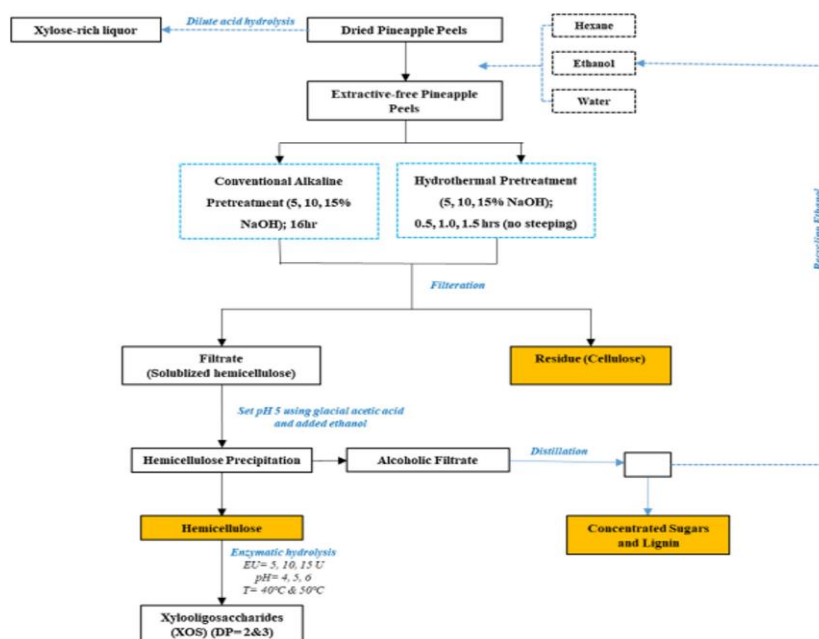 Xylose-rich liquor
Dilute acid hydrolysis
Dried Pineapple Peels
Hexane
Ethanol
Water
Extractive-free Pineapple
Peels
Conventional Alkaline
Pretreatment (5, 10, 15%
NaOH); 16hr
Hydrothermal Pretreatment
(5, 10, 15% NaOH);
0.5, 1.0, 1.5 hrs (no steeping)
Recycling Ethanol
Filteration
Filtrate
(Solublized hemicellulose)
Residue (Cellulose)
Set pH 5 using glacial acetic acid
and added ethanol
Hemicellulose Precipitation
Alcoholic Filtrate
Distillation
Hemicellulose
Concentrated Sugars
and Lignin
Enzymatic hydrolysis
EU= 5, 10, 15 U
pH= 4, 5, 6
T= 40°C & 50°C
Xylooligosaccharides
(XOS) (DP= 2&3)